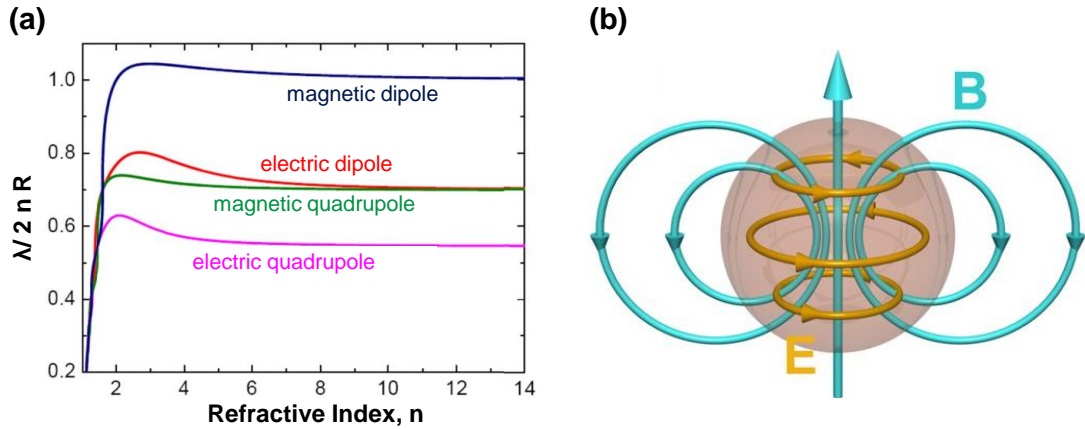 (a)
(b)
1.0
0.8
0.6
0.4
0.2
λ/ 2 n R
magnetic dipole
electric dipole
magnetic quadrupole
electric quadrupole
2 4 6 8 10 12 14
Refractive Index, n
B
E